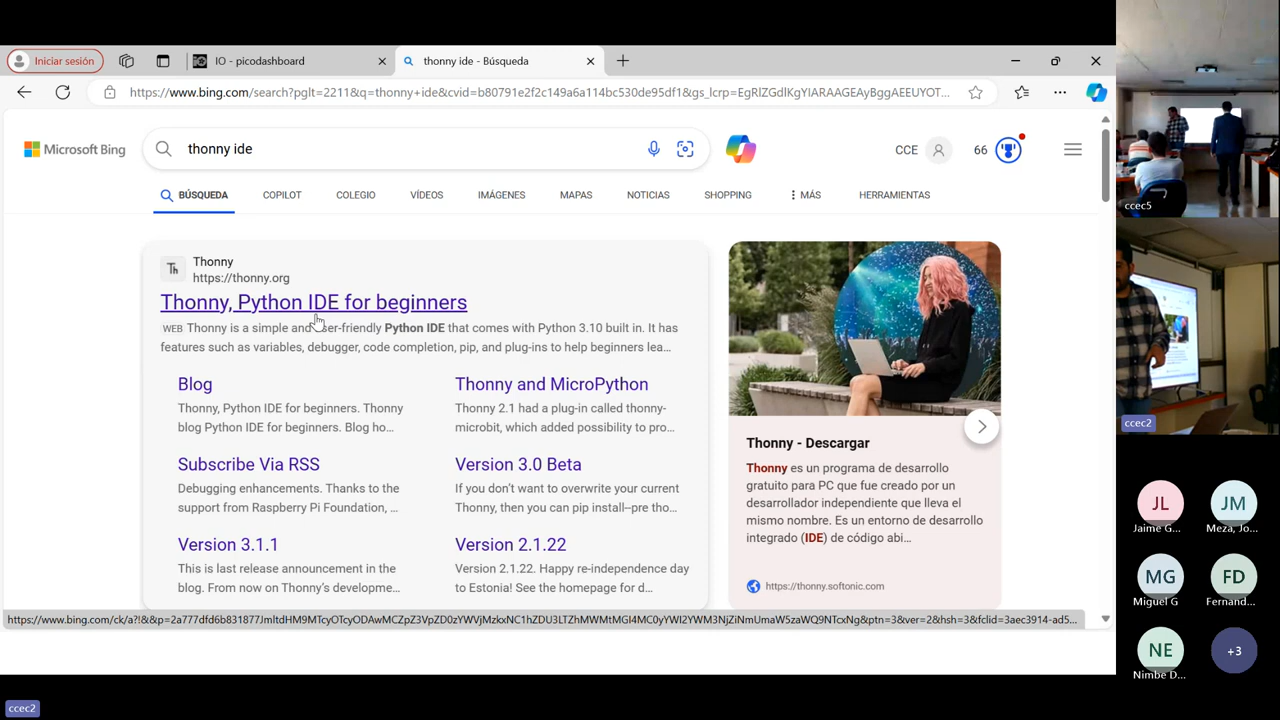 Iniciar sesión
IO - picodashboard
thonny ide - Búsqueda
https://www.bing.com/search?pglt=2211&q=thonny+ide&cvid=b80791e2f2c149a6a114bc530de95df1&gs_lcrp=EgRlZGdlKgYIARAAGEAyBggAEEUYOT...
Microsoft Bing
thonny ide
CCE
66
BÚSQUEDA
COPILOT
COLEGIO
VÍDEOS
IMÁGENES
MAPAS
NOTICIAS
SHOPPING
MÁS
HERRAMIENTAS
Th
Thonny
https://thonny.org
Thonny, Python IDE for beginners
WEB Thonny is a simple and user-friendly Python IDE that comes with Python 3.10 built in. It has
features such as variables, debugger, code completion, pip, and plug-ins to help beginners lea...
Blog
Thonny, Python IDE for beginners. Thonny
blog Python IDE for beginners. Blog ho...
Thonny and MicroPython
Thonny 2.1 had a plug-in called thonny-
microbit, which added possibility to pro...
Subscribe Via RSS
Debugging enhancements. Thanks to the
support from Raspberry Pi Foundation, ...
Version 3.0 Beta
If you don't want to overwrite your current
Thonny, then you can pip install--pre tho...
Version 3.1.1
This is last release announcement in the
blog. From now on Thonny's developme...
Version 2.1.22
Version 2.1.22. Happy re-independence day
to Estonia! See the homepage for d...
Thonny - Descargar
Thonny es un programa de desarrollo
gratuito para PC que fue creado por un
desarrollador independiente que lleva el
mismo nombre. Es un entorno de desarrollo
integrado (IDE) de código abi...
https://thonny.softonic.com
ccec5
ccec2
JL
Jaime G...
JM
Meza, Jo...
MG
Miguel G
FD
Fernand...
NE
Nimbe D...
+3
ccec2